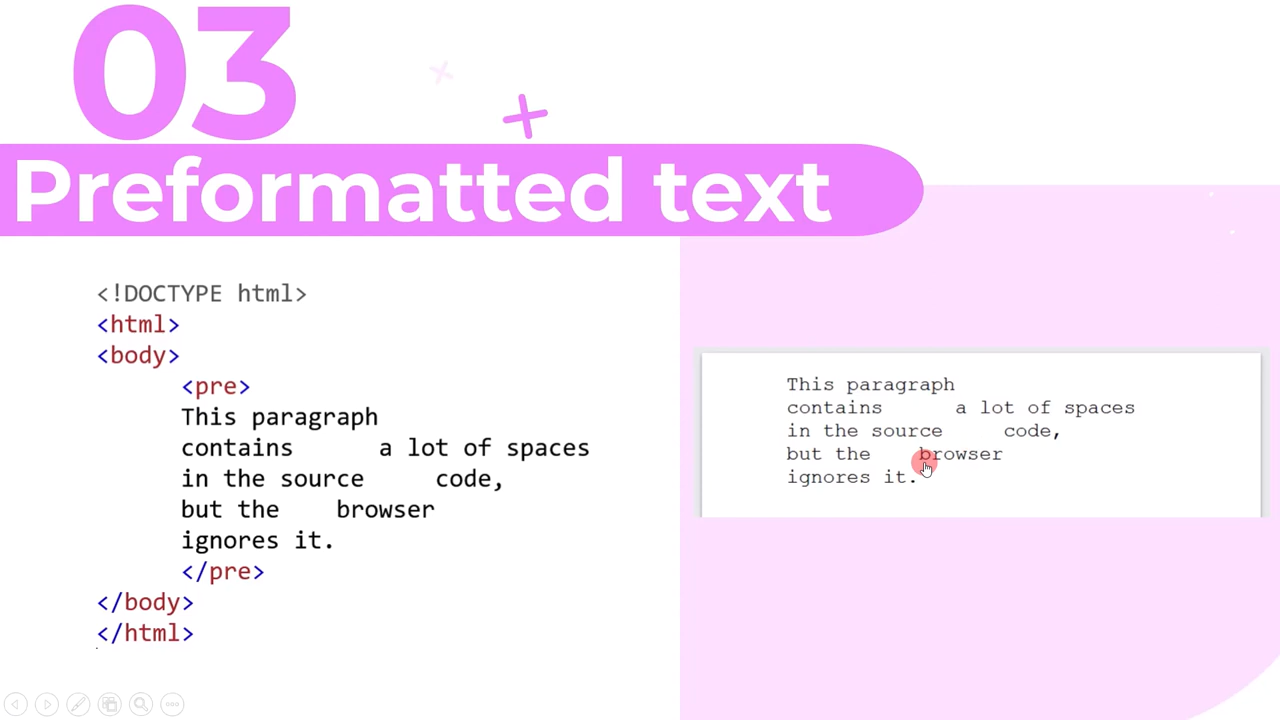 03
Preformatted text
<!DOCTYPE html>
<html>
<body>
<pre>
This paragraph
contains      a lot of spaces
in the source     code,
but the    browser
ignores it.
</pre>
</body>
</html>
This paragraph
contains      a lot of spaces
in the source     code,
but the    browser
ignores it.